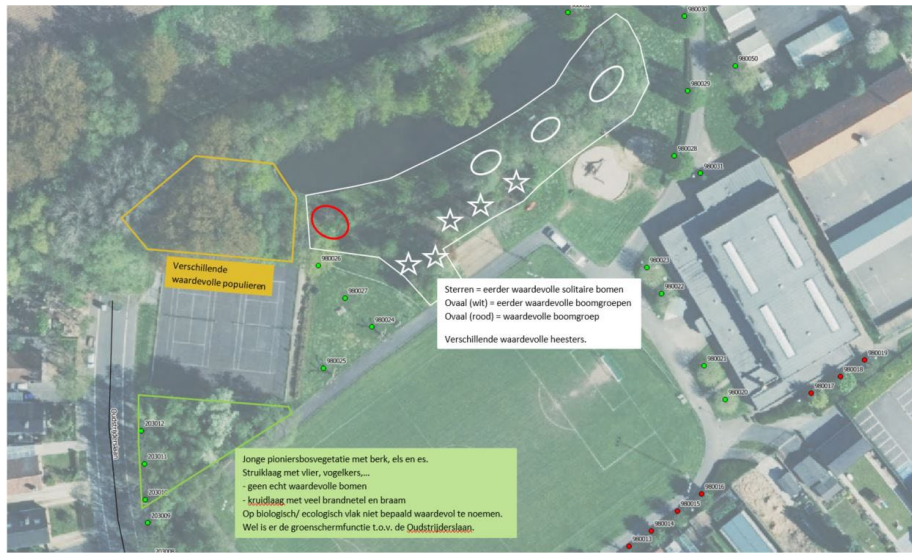 980030
980050
980029
980028
980031
Verschillende
waardevolle populieren
980026
980027
980024
980025
Sterren = eerder waardevolle solitaire bomen
Ovaal (wit) = eerder waardevolle boomgroepen
Ovaal (rood) = waardevolle boomgroep
Verschillende waardevolle heesters.
980023
980022
980021
980020
980019
980018
980017
Oudstrijderslaan
203012
203011
203010
203009
Jonge pioniersbosvegetatie met berk, els en es.
Struiklaag met vlier, vogelkers,...
- geen echt waardevolle bomen
- kruidlaag met veel brandnetel en braam
Op biologisch/ ecologisch vlak niet bepaald waardevol te noemen.
Wel is er de groenschermfunctie t.o.v. de Oudstrijderslaan.
980016
980015
980014
980013